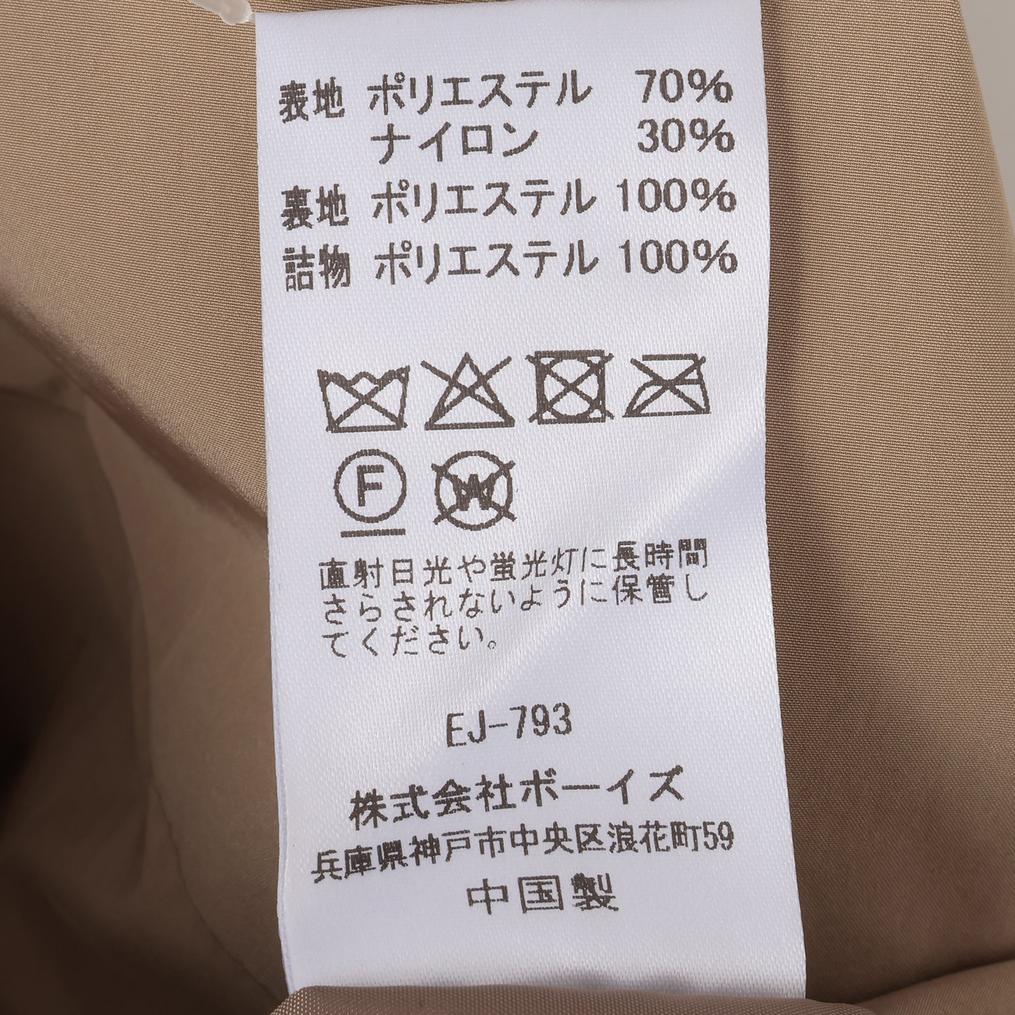 表地 ポリエステル 70%
ナイロン 30%
裏地 ポリエステル 100%
詰物 ポリエステル 100%
F W
直射日光や蛍光灯に長時間
さらされないように保管し
てください。
EJ-793
株式会社ボーイズ
兵庫県神戸市中央区浪花町59
中国製